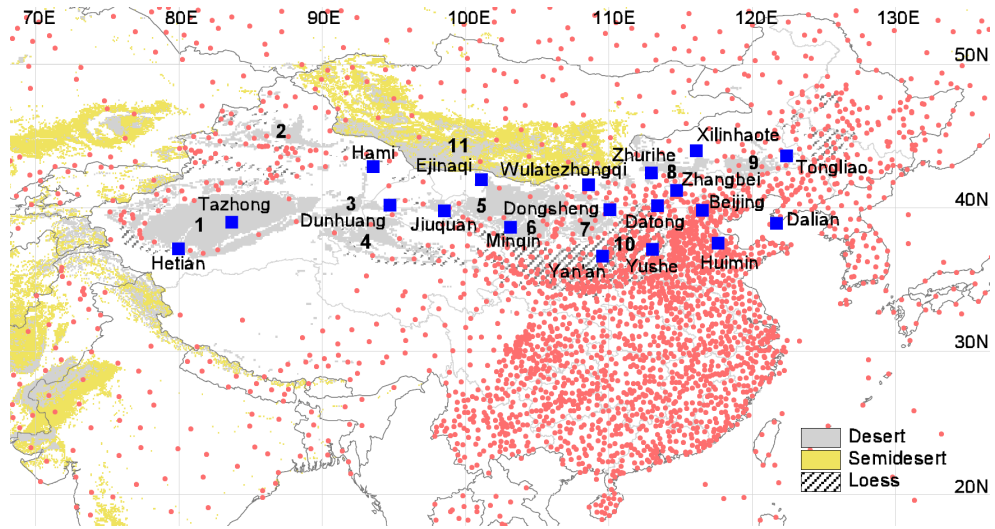 70E 80E 90E 100E 110E 120E 130E
50N
Xilinhaote
2
11
Hami
Zhurihe
9
Ejinaqi
Wulatezhongqi
8
Tongliao
Zhangbei
Tazhong
3
5
Dongsheng
Beijing
40N
1
Dunhuang
Jiuquan
6
7
Datong
Dalian
4
Minqin
10
Hetian
Yan'an
Yushe
Huimin
30N
Desert
Semidesert
Loess
20N